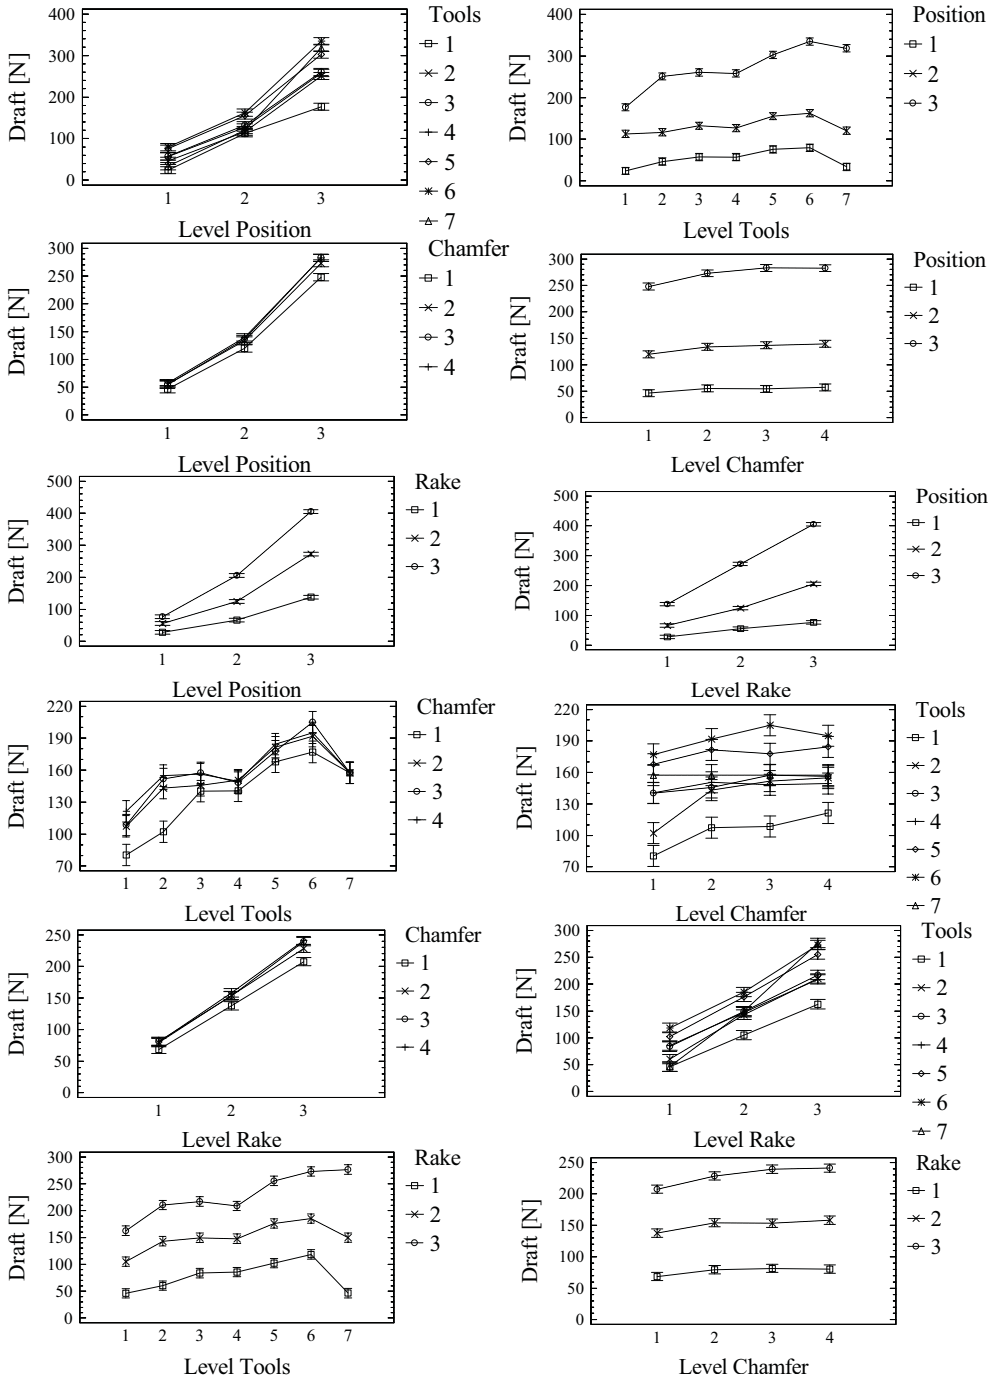 Tools
1
2
3
4
5
6
7
Draft [N]
400
300
200
100
0
1 2 3
Level Position
Position
1
2
3
Draft [N]
400
300
200
100
0
1 2 3 4 5 6 7
Level Tools
Chamfer
1
2
3
4
Draft [N]
300
250
200
150
100
50
0
1 2 3
Level Position
Position
1
2
3
Draft [N]
300
250
200
150
100
50
0
1 2 3 4
Level Chamfer
Rake
1
2
3
Draft [N]
500
400
300
200
100
0
1 2 3
Level Position
Position
1
2
3
Draft [N]
500
400
300
200
100
0
1 2 3
Level Rake
Chamfer
1
2
3
4
Draft [N]
220
190
160
130
100
70
1 2 3 4 5 6 7
Level Tools
Tools
1
2
3
4
5
6
7
Draft [N]
220
190
160
130
100
70
1 2 3 4
Level Chamfer
Chamfer
1
2
3
4
Draft [N]
250
200
150
100
50
0
1 2 3
Level Rake
Tools
1
2
3
4
5
6
7
Draft [N]
300
250
200
150
100
50
0
1 2 3
Level Rake
Rake
1
2
3
Draft [N]
300
250
200
150
100
50
0
1 2 3 4 5 6 7
Level Tools
Rake
1
2
3
Draft [N]
250
200
150
100
50
0
1 2 3 4
Level Chamfer